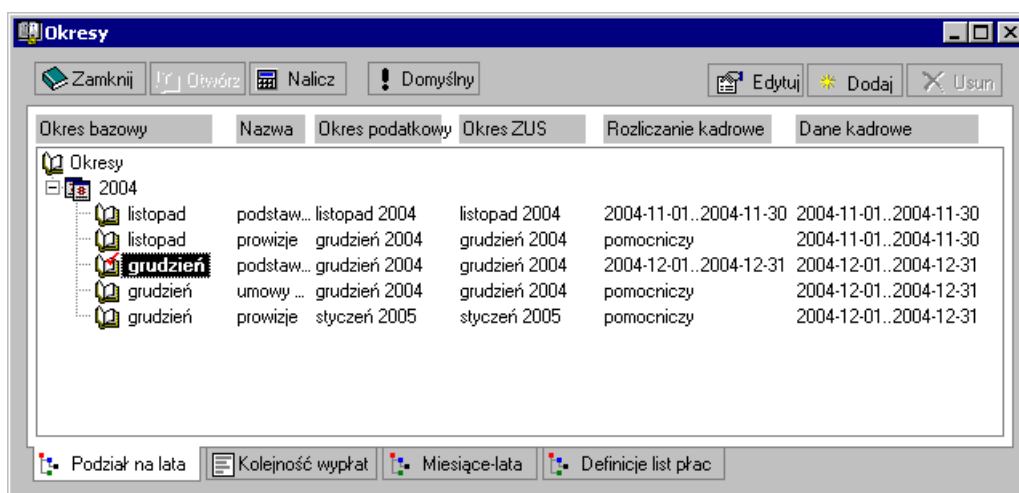 Okresy
Zamknij Otwórz Nalicz Domyślny Edytuj Dodaj Usun
Okres bazowy Nazwa Okres podatkowy Okres ZUS Rozliczanie kadrowe Dane kadrowe
Okresy
2004
listopad podstaw... listopad 2004 listopad 2004 2004-11-01..2004-11-30 2004-11-01..2004-11-30
listopad prowizje grudzień 2004 grudzień 2004 pomocniczy 2004-11-01..2004-11-30
grudzień podstaw... grudzień 2004 grudzień 2004 2004-12-01..2004-12-31 2004-12-01..2004-12-31
grudzień umowy ... grudzień 2004 grudzień 2004 pomocniczy 2004-12-01..2004-12-31
grudzień prowizje styczeń 2005 styczeń 2005 pomocniczy 2004-12-01..2004-12-31
Podział na lata Kolejność wypłat Miesiące-lata Definicje list płac